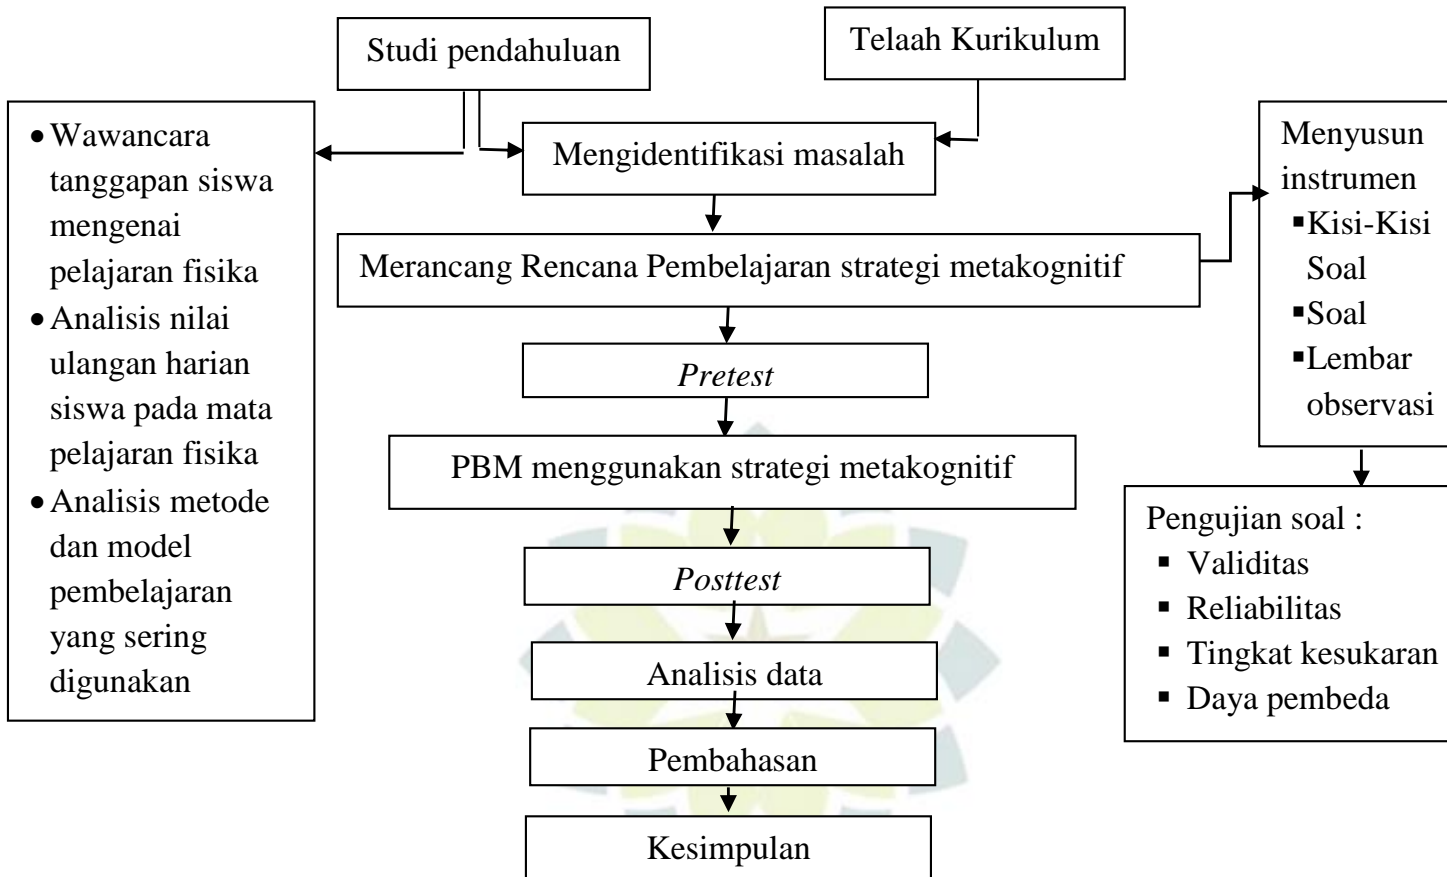 Studi pendahuluan
Telaah Kurikulum
•Wawancara
tanggapan siswa
mengenai
pelajaran fisika
•Analisis nilai
ulangan harian
siswa pada mata
pelajaran fisika
•Analisis metode
dan model
pembelajaran
yang sering
digunakan
Mengidentifikasi masalah
Merancang Rencana Pembelajaran strategi metakognitif
Pretest
PBM menggunakan strategi metakognitif
Posttest
Analisis data
Pembahasan
Kesimpulan
Menyusun
instrumen
▪Kisi-Kisi
Soal
▪Soal
▪Lembar
observasi
Pengujian soal :
▪ Validitas
▪ Reliabilitas
▪ Tingkat kesukaran
▪ Daya pembeda